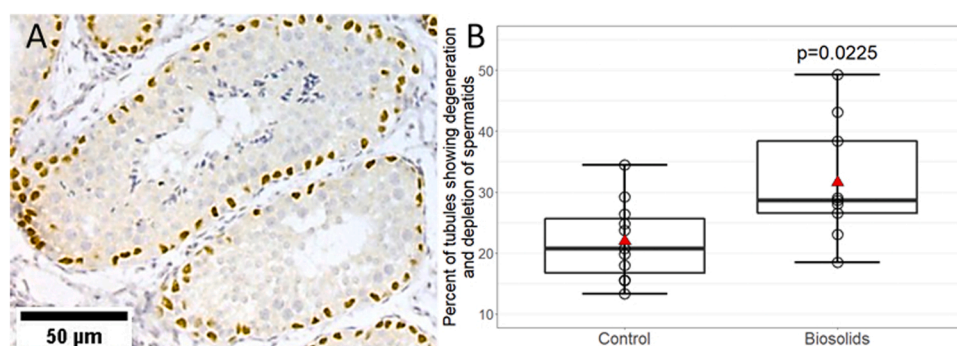 A
50 µm
B
Percent of tubules showing degeneration
and depletion of spermatids
p=0.0225
50
40
30
20
10
Control
Biosolids